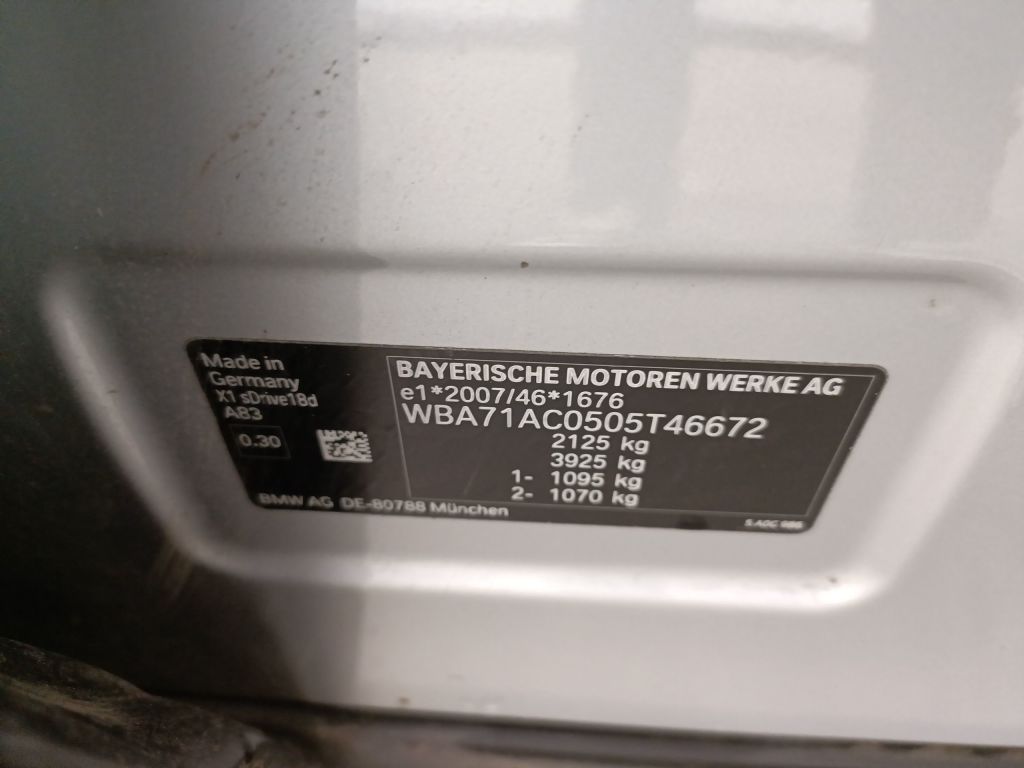 Made in
Germany
X1 sDrive18d
A83
0.30
BAYERISCHE MOTOREN WERKE AG
e1*2007/46*1676
WBA71AC0505T46672
2125 kg
3925 kg
1- 1095 kg
2- 1070 kg
BMW AG DE-80788 München